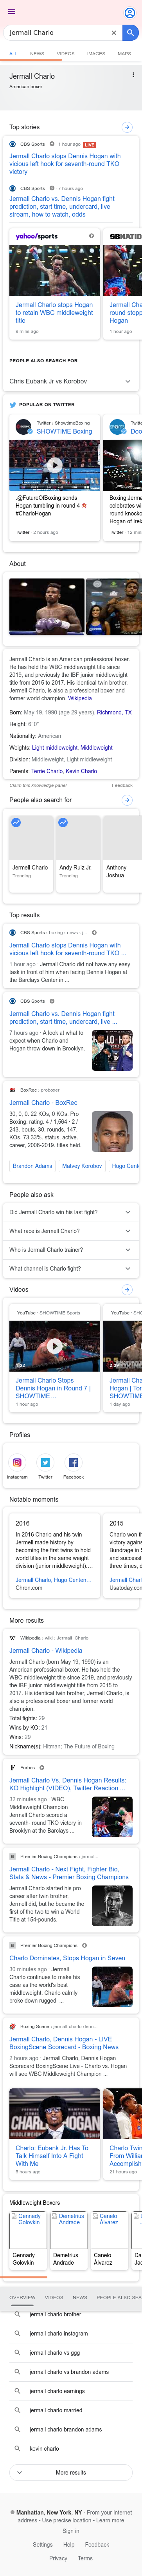 Jermall Charlo
ALL NEWS VIDEOS IMAGES MAPS
Jermall Charlo
American boxer
Top stories
CBS Sports 1 hour ago LIVE
Jermall Charlo stops Dennis Hogan with
vicious left hook for seventh-round TKO
victory
CBS Sports 7 hours ago
Jermall Charlo vs. Dennis Hogan fight
prediction, start time, undercard, live
stream, how to watch, odds
yahoo!sports
Jermall Charlo stops Hogan
to retain WBC middleweight
title
9 mins ago
SBNATION
Jermall Cha
round stopp
Hogan
1 hour ago
PEOPLE ALSO SEARCH FOR
Chris Eubank Jr vs Korobov
POPULAR ON TWITTER
Twitter › ShowtimeBoxing
SHOWTIME Boxing
.@FutureOfBoxing sends
Hogan tumbling in round 4
#CharloHogan
Twitter · 2 hours ago
Twitter
Boxing:Jerma
celebrates wi
round knocko
Hogan of Irela
Twitter · 12 min
About
Jermall Charlo is an American professional boxer.
He has held the WBC middleweight title since
2019, and previously the IBF junior middleweight
title from 2015 to 2017. His identical twin brother,
Jermell Charlo, is also a professional boxer and
former world champion. Wikipedia
Born: May 19, 1990 (age 29 years), Richmond, TX
Height: 6′ 0″
Nationality: American
Weights: Light middleweight, Middleweight
Division: Middleweight, Light middleweight
Parents: Terrie Charlo, Kevin Charlo
Claim this knowledge panel Feedback
People also search for
Jermell Charlo
Trending
Andy Ruiz Jr.
Trending
Anthony
Joshua
Top results
CBS Sports › boxing › news › j...
Jermall Charlo stops Dennis Hogan with
vicious left hook for seventh-round TKO ...
1 hour ago · Jermall Charlo did not have any easy
task in of him when facing Dennis Hogan at
the Barclays Center in ...
CBS Sports
Jermall Charlo vs. Dennis Hogan fight
prediction, start time, undercard, live ...
7 hours ago · A look at what to
expect when Charlo and
Hogan throw down in Brooklyn.
BoxRec › proboxer
Jermall Charlo - BoxRec
30, 0, 0. 22 KOs, 0 KOs. Pro
Boxing. rating, 4 / 1,564 · 2 /
243, bouts, 30. rounds, 147.
KOs, 73.33%. status, active.
career, 2008-2019. titles held.
Brandon Adams Matvey Korobov Hugo Cent
People also ask
Did Jermall Charlo win his last fight?
What race is Jermell Charlo?
Who is Jermell Charlo trainer?
What channel is Charlo fight?
Videos
YouTube · SHOWTIME Sports
Jermall Charlo Stops
Dennis Hogan in Round 7 |
SHOWTIME...
1 hour ago
YouTube · SHO
Jermall Cha
Hogan | Tor
SHOWTIME
1 day ago
Profiles
Instagram Twitter Facebook
Notable moments
2016
In 2016 Charlo and his twin
Jermell made history by
becoming the first twins to hold
world titles in the same weight
division (junior middleweight)....
Jermall Charlo, Hugo Centen...
Chron.com
2015
Charlo won th
victory agains
Bundrage in S
successful de
three times, d
Jermall Charl
Usatoday.com
More results
Wikipedia › wiki › Jermall_Charlo
Jermall Charlo - Wikipedia
Jermall Charlo (born May 19, 1990) is an
American professional boxer. He has held the
WBC middleweight title since 2019, and previously
the IBF junior middleweight title from 2015 to
2017. His identical twin brother, Jermell Charlo, is
also a professional boxer and former world
champion.
Total fights: 29
Wins by KO: 21
Wins: 29
Nickname(s): Hitman; The Future of Boxing
Forbes
Jermall Charlo Vs. Dennis Hogan Results:
KO Highlight (VIDEO), Twitter Reaction ...
32 minutes ago · WBC
Middleweight Champion
Jermall Charlo scored a
seventh- round TKO victory in
Brooklyn at the Barclays ...
Premier Boxing Champions › jermal...
Jermall Charlo - Next Fight, Fighter Bio,
Stats & News - Premier Boxing Champions
Jermall Charlo started his pro
career after twin brother,
Jermell did, but he became the
first of the two to win a World
Title at 154-pounds.
Premier Boxing Champions
Charlo Dominates, Stops Hogan in Seven
30 minutes ago · Jermall
Charlo continues to make his
case as the world's best
middleweight. Charlo calmly
broke down rugged ...
Boxing Scene › jermall-charlo-denn...
Jermall Charlo, Dennis Hogan - LIVE
BoxingScene Scorecard - Boxing News
2 hours ago · Jermall Charlo, Dennis Hogan
Scorecard BoxingScene Live - Charlo vs. Hogan
will see WBC Middleweight Champion ...
Charlo: Eubank Jr. Has To
Talk Himself Into A Fight
With Me
5 hours ago
Charlo Twin
From William
Accomplish
21 hours ago
Middleweight Boxers
Gennady
Golovkin
Demetrius
Andrade
Canelo
Álvarez
Gennady
Golovkin
Demetrius
Andrade
Canelo
Álvarez
OVERVIEW VIDEOS NEWS PEOPLE ALSO SEA
jermall charlo brother
jermall charlo instagram
jermall charlo vs ggg
jermall charlo vs brandon adams
jermall charlo earnings
jermall charlo married
jermall charlo brandon adams
kevin charlo
More results
Manhattan, New York, NY - From your Internet
address - Use precise location - Learn more
Sign in
Settings Help Feedback
Privacy Terms